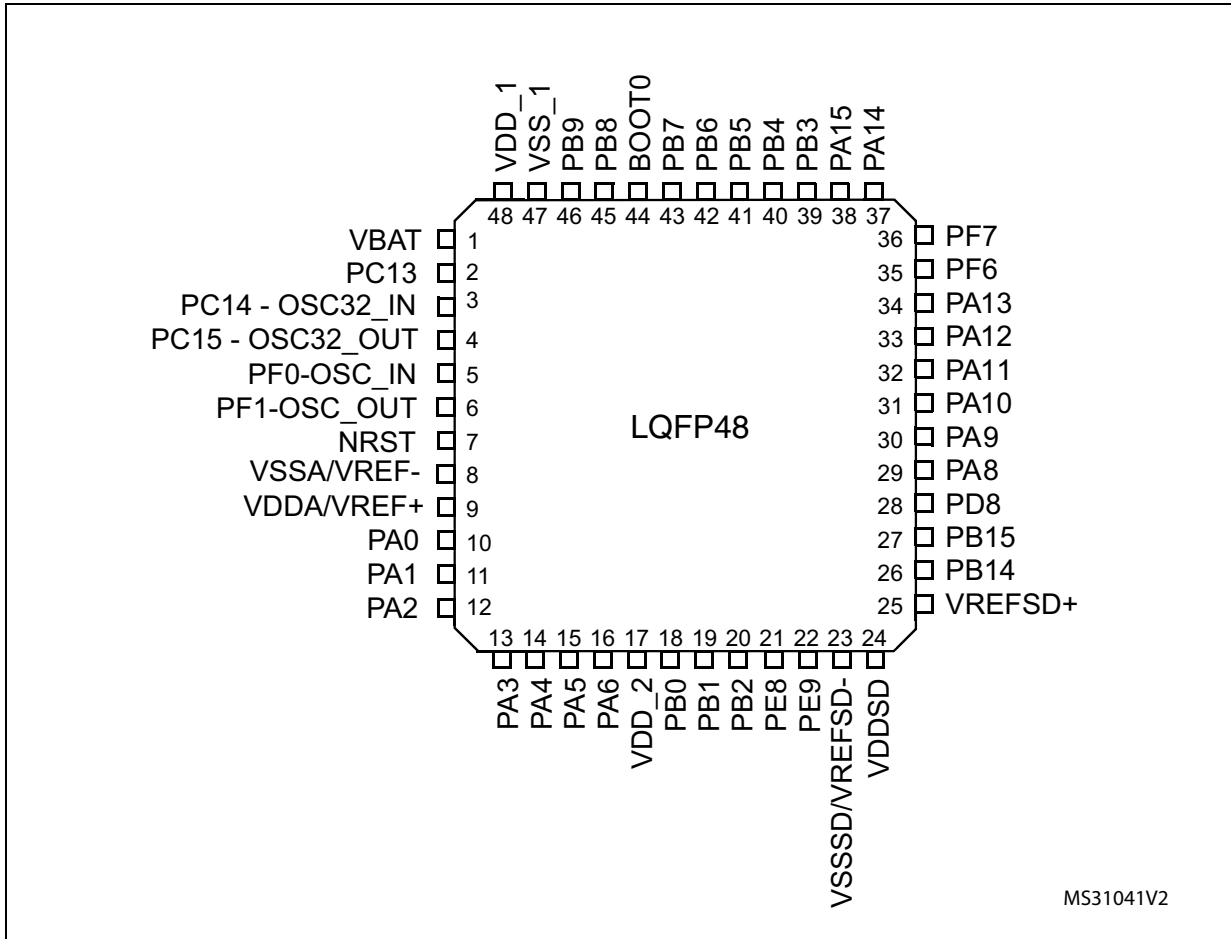 VDD_1
VSS_1
PB9
PB8
BOOT0
PB7
PB6
PB5
PB4
PB3
PA15
PA14
48 47 46 45 44 43 42 41 40 39 38 37
VBAT 1
PC13 2
PC14 - OSC32_IN 3
PC15 - OSC32_OUT 4
PF0-OSC_IN 5
PF1-OSC_OUT 6
NRST 7
VSSA/VREF- 8
VDDA/VREF+ 9
PA0 10
PA1 11
PA2 12
LQFP48
36 PF7
35 PF6
34 PA13
33 PA12
32 PA11
31 PA10
30 PA9
29 PA8
28 PD8
27 PB15
26 PB14
25 VREFSD+
13 14 15 16 17 18 19 20 21 22 23 24
PA3
PA4
PA5
PA6
VDD_2
PB0
PB1
PB2
PE8
PE9
VSSSD/VREFSD-
VDDSD
MS31041V2